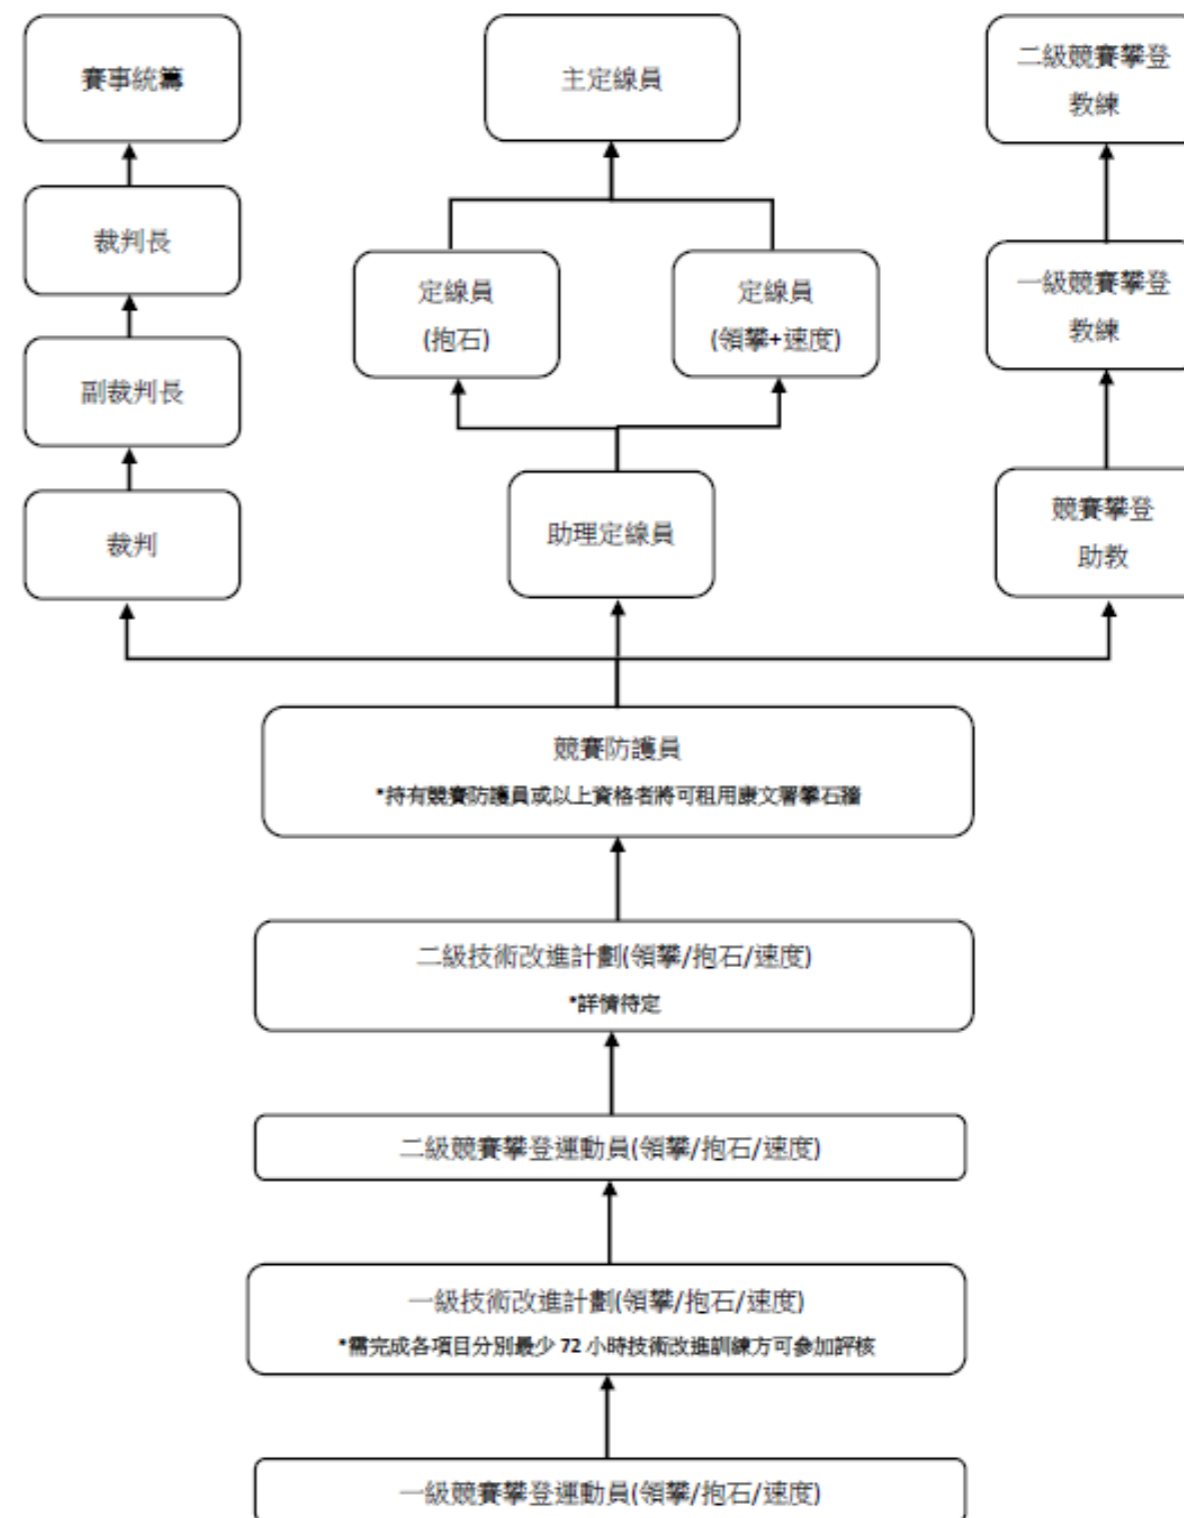 賽事統籌
主定線員
二級競賽攀登
教練
裁判長
定線員
(抱石)
定線員
(領攀+速度)
一級競賽攀登
教練
副裁判長
裁判
助理定線員
競賽攀登
助教
競賽防護員
*持有競賽防護員或以上資格者將可租用康文署攀石牆
二級技術改進計劃(領攀/抱石/速度)
*詳情待定
二級競賽攀登運動員(領攀/抱石/速度)
一級技術改進計劃(領攀/抱石/速度)
*需完成各項目分別最少 72 小時技術改進訓練方可參加評核
一級競賽攀登運動員(領攀/抱石/速度)